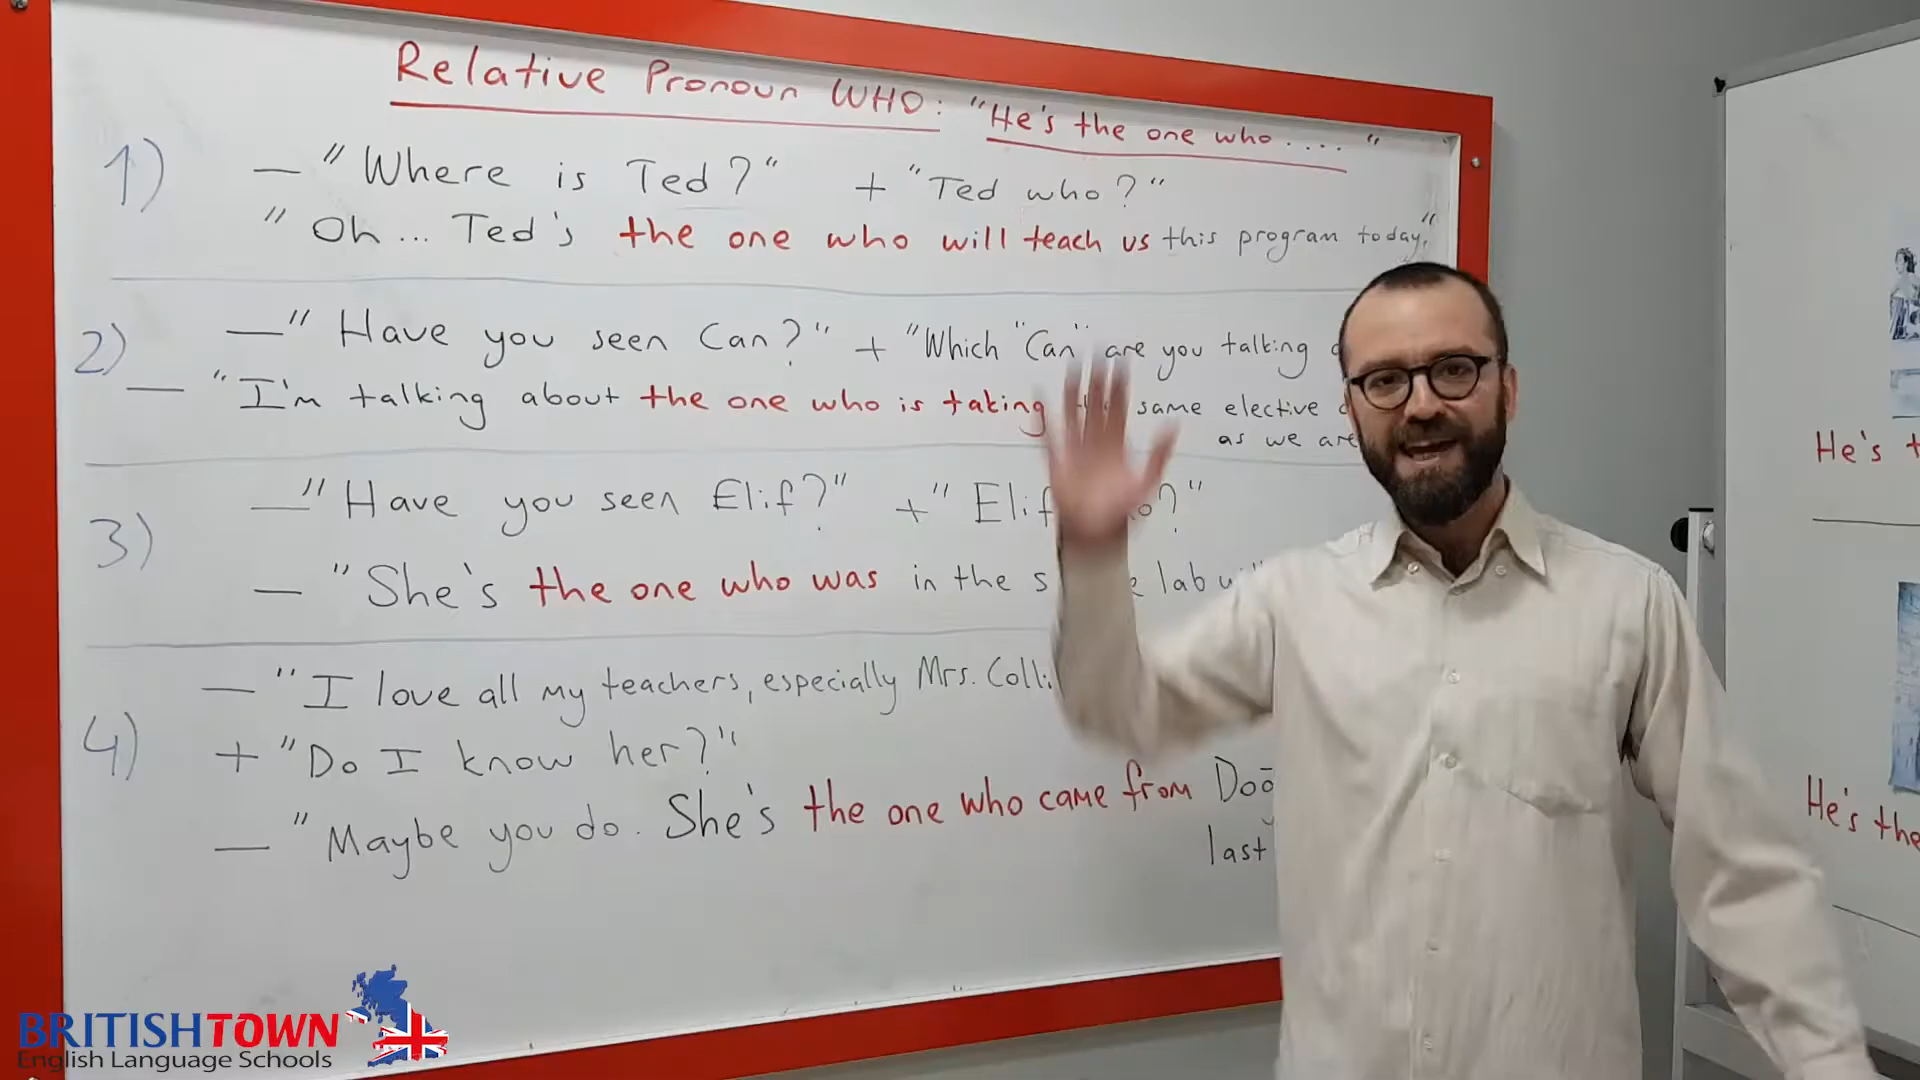 Relative Pronoun WHO: "He's the one who...."
1) — "Where is Ted?" + "Ted who?"
"Oh... Ted's the one who will teach us this program today."
2) — "Have you seen Can?" + "Which "Can" are you talking
— "I'm talking about the one who is taking same elective
as we are
3) — "Have you seen Elif?" + "Elif
— "She's the one who was in the lab
4) — "I love all my teachers, especially Mrs.
+ "Do I know her?"
— "Maybe you do. She's the one who came from
last
He's
He's the
BRITISHTOWN
English Language Schools